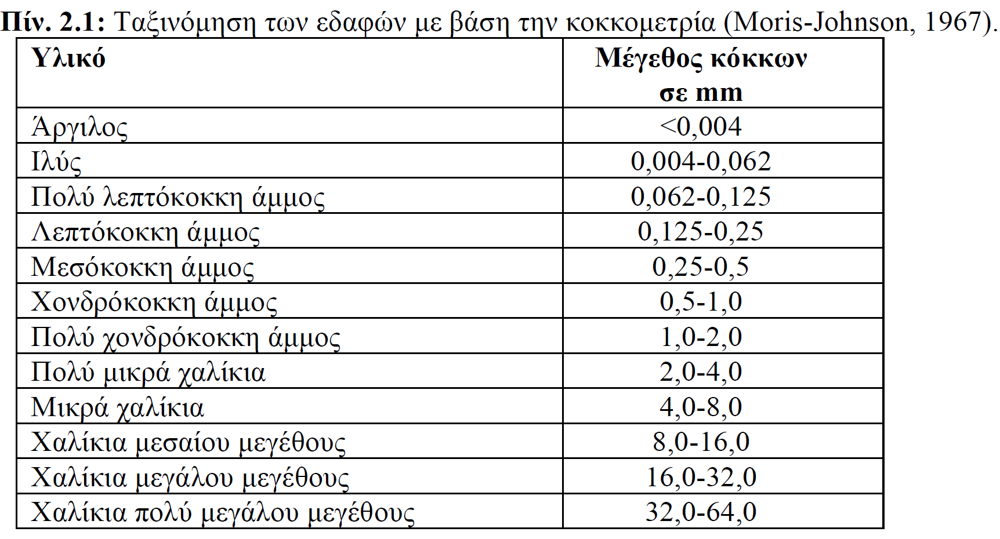 Πίν. 2.1: Ταξινόμηση των εδαφών με βάση την κοκκομετρία (Moris-Johnson, 1967).
Υλικό Μέγεθος κόκκων
σε mm
Άργιλος <0,004
Ιλύς 0,004-0,062
Πολύ λεπτόκοκκη άμμος 0,062-0,125
Λεπτόκοκκη άμμος 0,125-0,25
Μεσόκοκκη άμμος 0,25-0,5
Χονδρόκοκκη άμμος 0,5-1,0
Πολύ χονδρόκοκκη άμμος 1,0-2,0
Πολύ μικρά χαλίκια 2,0-4,0
Μικρά χαλίκια 4,0-8,0
Χαλίκια μεσαίου μεγέθους 8,0-16,0
Χαλίκια μεγάλου μεγέθους 16,0-32,0
Χαλίκια πολύ μεγάλου μεγέθους 32,0-64,0